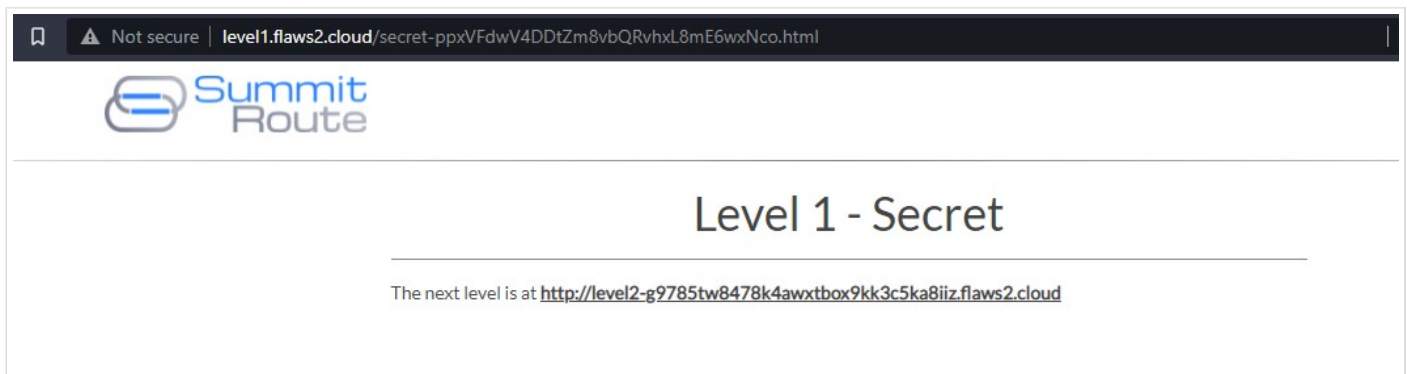 Not secure | level1.flaws2.cloud/secret-ppxVFdwV4DDtZm8vbQRvhxL8mE6wxNco.html
Summit
Route
Level 1 - Secret
The next level is at http://level2-g9785tw8478k4awxtbox9kk3c5ka8iiz.flaws2.cloud